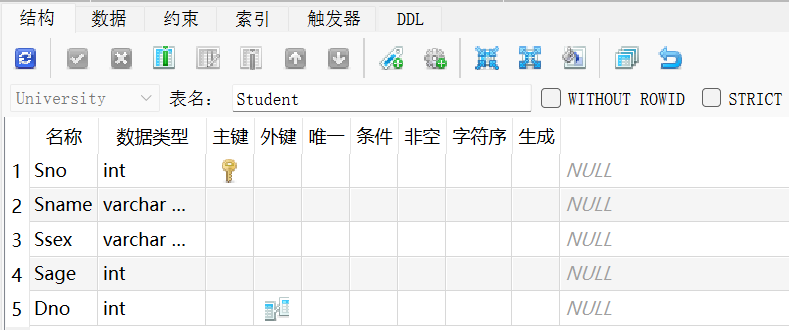 结构 数据 约束 索引 触发器 DDL
University 表名: Student WITHOUT ROWID STRICT
名称 数据类型 主键 外键 唯一 条件 非空 字符序 生成
1 Sno int NULL
2 Sname varchar ... NULL
3 Ssex varchar ... NULL
4 Sage int NULL
5 Dno int NULL